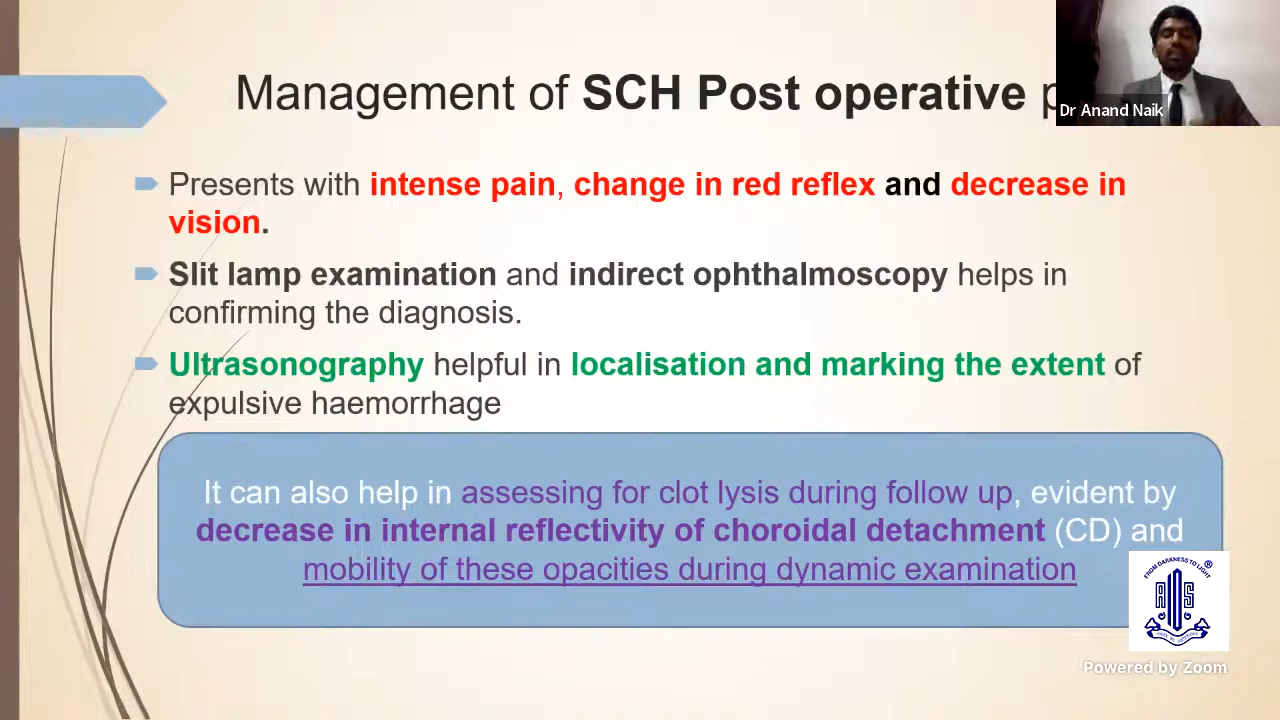 Management of SCH Post operative
Dr Anand Naik
Presents with intense pain, change in red reflex and decrease in
vision.
Slit lamp examination and indirect ophthalmoscopy helps in
confirming the diagnosis.
Ultrasonography helpful in localisation and marking the extent of
expulsive haemorrhage
It can also help in assessing for clot lysis during follow up, evident by
decrease in internal reflectivity of choroidal detachment (CD) and
mobility of these opacities during dynamic examination
FROM DARKNESS TO LIGHT
®
Powered by Zoom